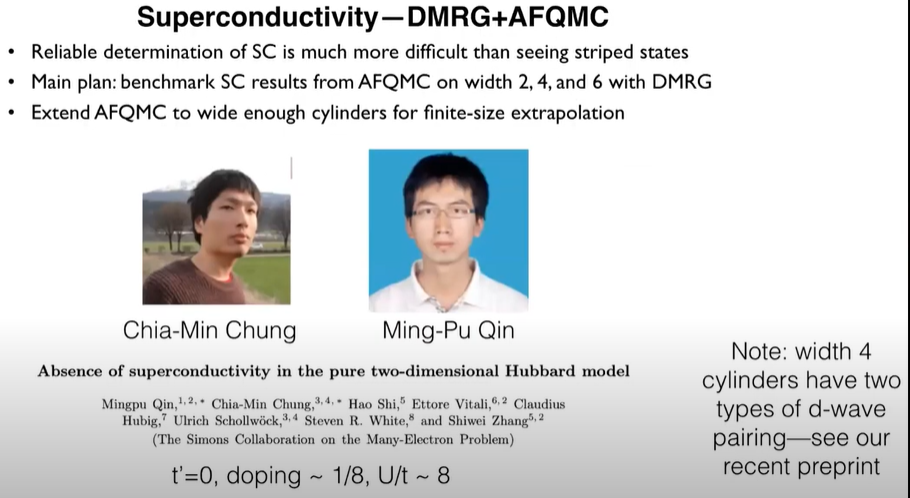 Superconductivity—DMRG+AFQMC
• Reliable determination of SC is much more difficult than seeing striped states
• Main plan: benchmark SC results from AFQMC on width 2, 4, and 6 with DMRG
• Extend AFQMC to wide enough cylinders for finite-size extrapolation
Chia-Min Chung
Ming-Pu Qin
Absence of superconductivity in the pure two-dimensional Hubbard model
Mingpu Qin,1,2,* Chia-Min Chung,3,4,* Hao Shi,5 Ettore Vitali,6,2 Claudius
Hubig,7 Ulrich Schollwöck,3,4 Steven R. White,8 and Shiwei Zhang5,2
(The Simons Collaboration on the Many-Electron Problem)
t'=0, doping ~ 1/8, U/t ~ 8
Note: width 4
cylinders have two
types of d-wave
pairing—see our
recent preprint